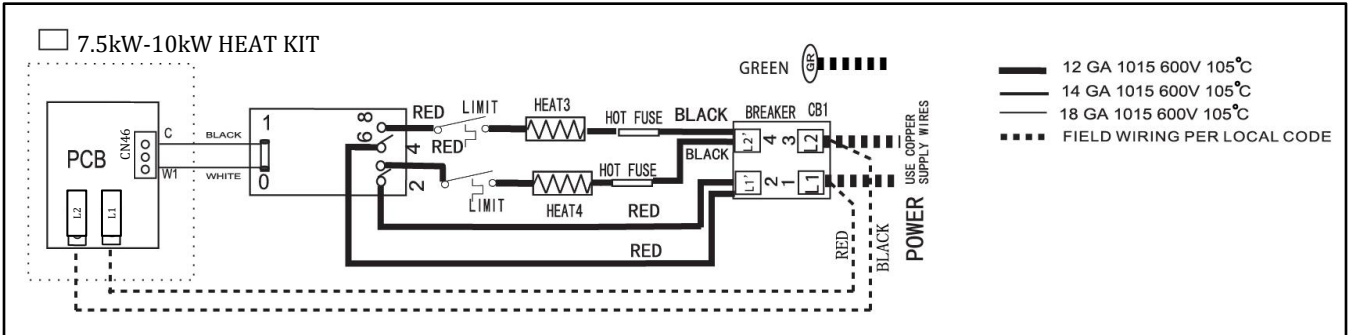 7.5kW-10kW HEAT KIT
GREEN
GR
12 GA 1015 600V 105°C
14 GA 1015 600V 105°C
18 GA 1015 600V 105°C
FIELD WIRING PER LOCAL CODE
PCB
CN46
C
W1
BLACK
WHITE
L2
L1
1
0
8
6
4
2
RED
LIMIT
HEAT3
HOT FUSE
BLACK
RED
LIMIT
HEAT4
HOT FUSE
BLACK
RED
RED
BREAKER CB1
L2' 4 3 L2
L1' 2 1 L1
RED
BLACK
POWER
USE COPPER
SUPPLY WIRES